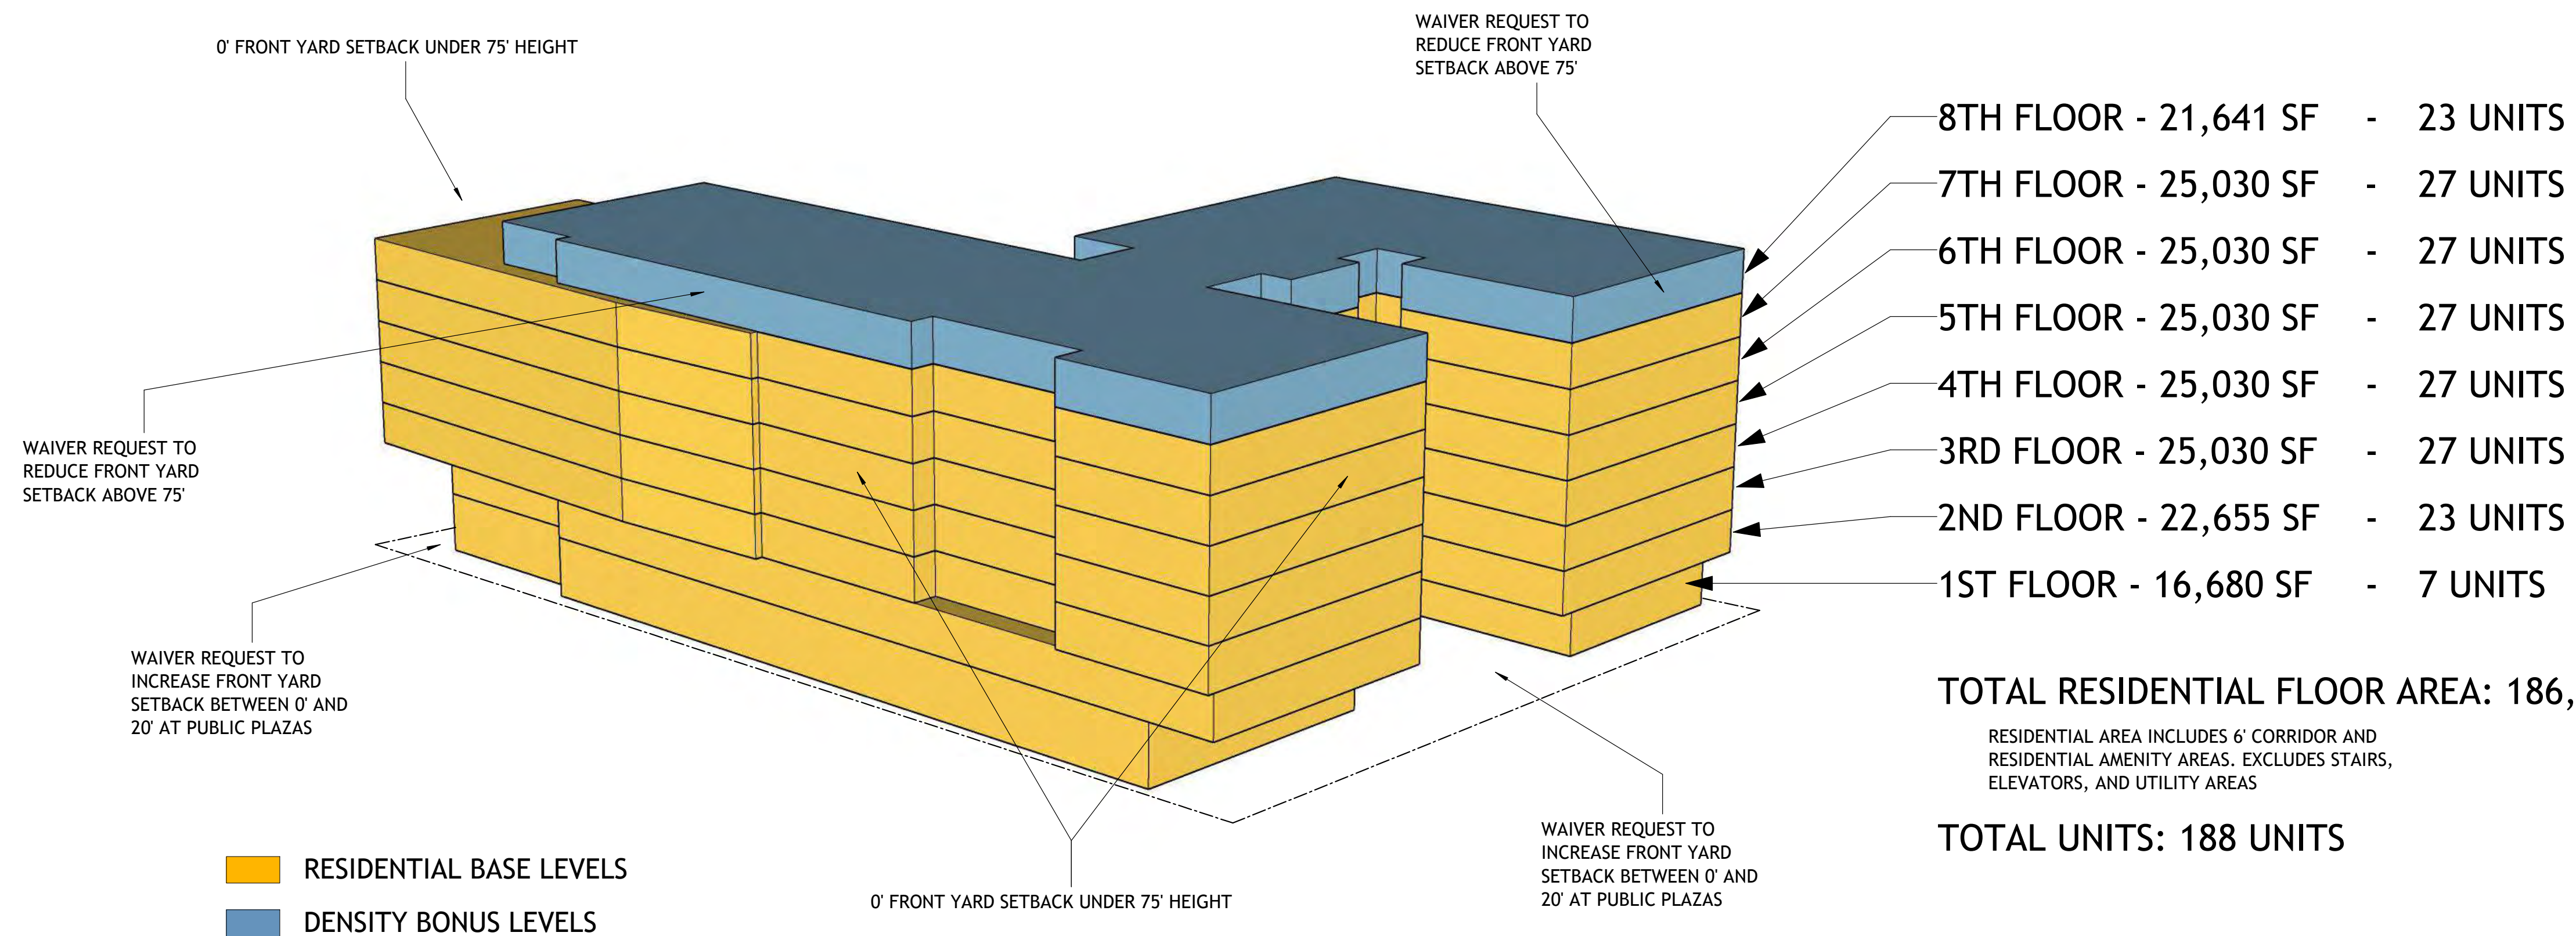 0' FRONT YARD SETBACK UNDER 75' HEIGHT
WAIVER REQUEST TO
REDUCE FRONT YARD
SETBACK ABOVE 75'
8TH FLOOR - 21,641 SF - 23 UNITS
7TH FLOOR - 25,030 SF - 27 UNITS
6TH FLOOR - 25,030 SF - 27 UNITS
5TH FLOOR - 25,030 SF - 27 UNITS
4TH FLOOR - 25,030 SF - 27 UNITS
3RD FLOOR - 25,030 SF - 27 UNITS
2ND FLOOR - 22,655 SF - 23 UNITS
1ST FLOOR - 16,680 SF - 7 UNITS
WAIVER REQUEST TO
REDUCE FRONT YARD
SETBACK ABOVE 75'
WAIVER REQUEST TO
INCREASE FRONT YARD
SETBACK BETWEEN 0' AND
20' AT PUBLIC PLAZAS
TOTAL RESIDENTIAL FLOOR AREA: 186,
RESIDENTIAL AREA INCLUDES 6' CORRIDOR AND
RESIDENTIAL AMENITY AREAS. EXCLUDES STAIRS,
ELEVATORS, AND UTILITY AREAS
TOTAL UNITS: 188 UNITS
WAIVER REQUEST TO
INCREASE FRONT YARD
SETBACK BETWEEN 0' AND
20' AT PUBLIC PLAZAS
0' FRONT YARD SETBACK UNDER 75' HEIGHT
RESIDENTIAL BASE LEVELS
DENSITY BONUS LEVELS